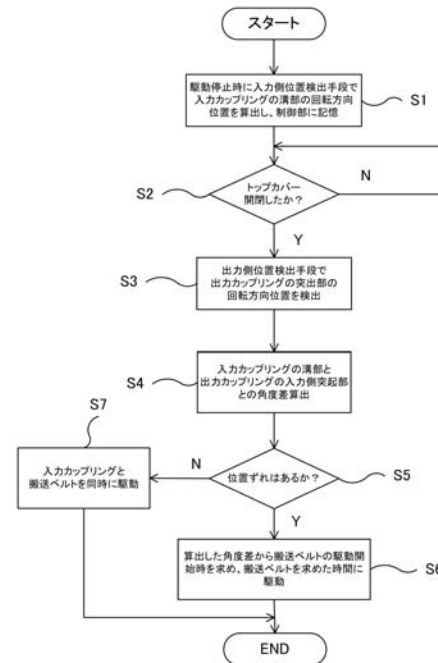 スタート
駆動停止時に入力側位置検出手段で
入力カップリングの溝部の回転方向
位置を算出し、制御部に記憶
S1
トップカバー
開閉したか?
S2
N
Y
出力側位置検出手段で
出力カップリングの突出部の
回転方向位置を検出
S3
入力カップリングの溝部と
出力カップリングの入力側突起部
との角度差算出
S4
S7
入力カップリングと
搬送ベルトを同時に駆動
N
位置ずれはあるか?
S5
Y
算出した角度差から搬送ベルトの駆動開
始時を求め、搬送ベルトを求めた時間に
駆動
S6
END